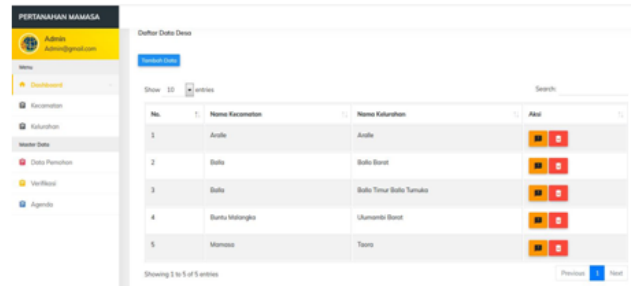 PERTANAHAN MAMASA
Admin
Admin@gmail.com
Menu
Dashboard
Kecamatan
Kelurahan
Master Data
Data Pemohon
Verifikasi
Agenda
Daftar Data Desa
Tambah Data
Show 10 entries
Search:
No. Nama Kecamatan Nama Kelurahan Aksi
1 Aralle Aralle
2 Balla Balla Barat
3 Balla Balla Timur Balla Tumuka
4 Buntu Malangka Ulumambi Barat
5 Mamasa Taora
Showing 1 to 5 of 5 entries
Previous 1 Next